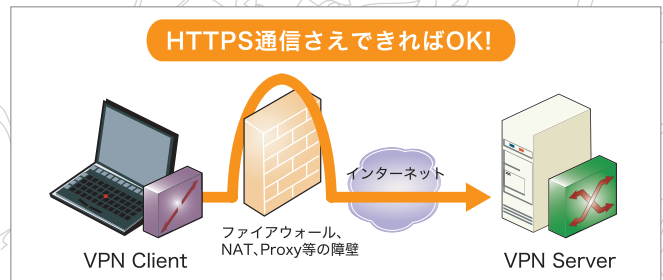 HTTPS通信さえできればOK!
インターネット
ファイアウォール、
NAT、Proxy等の障壁
VPN Client
VPN Server